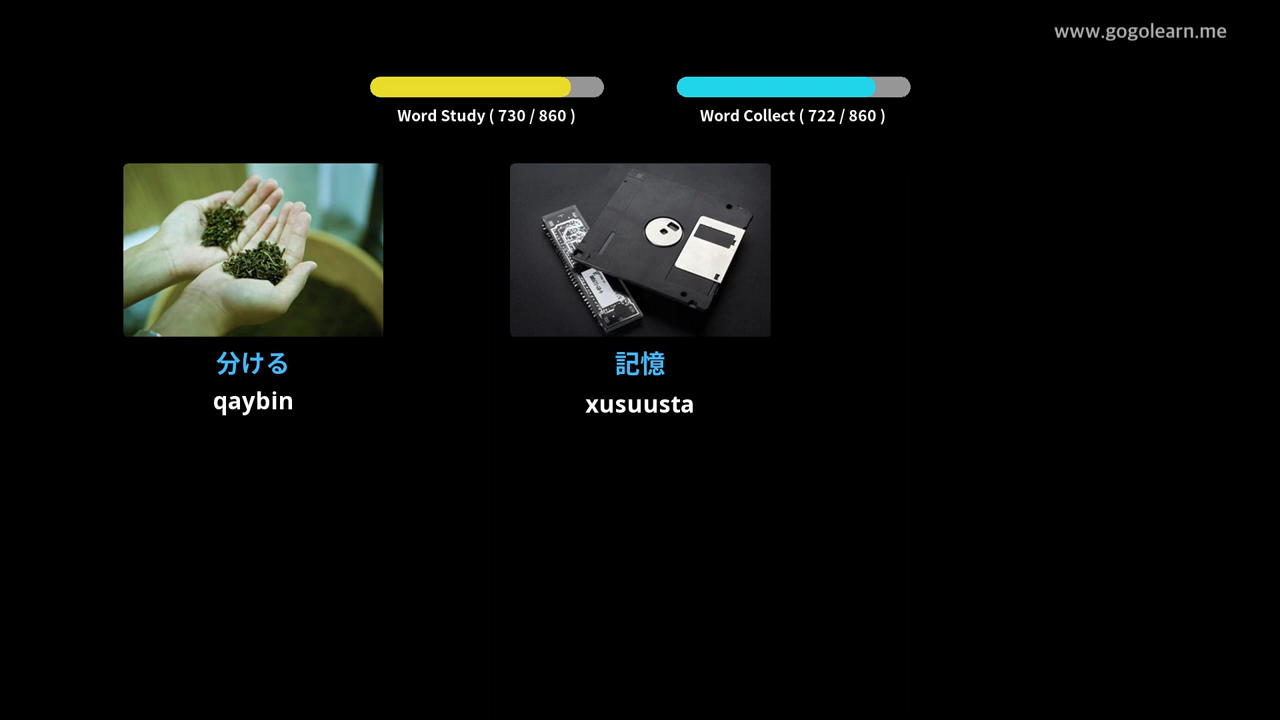 www.gogolearn.me
Word Study ( 730 / 860 )
Word Collect ( 722 / 860 )
分ける
qaybin
記憶
xusuusta